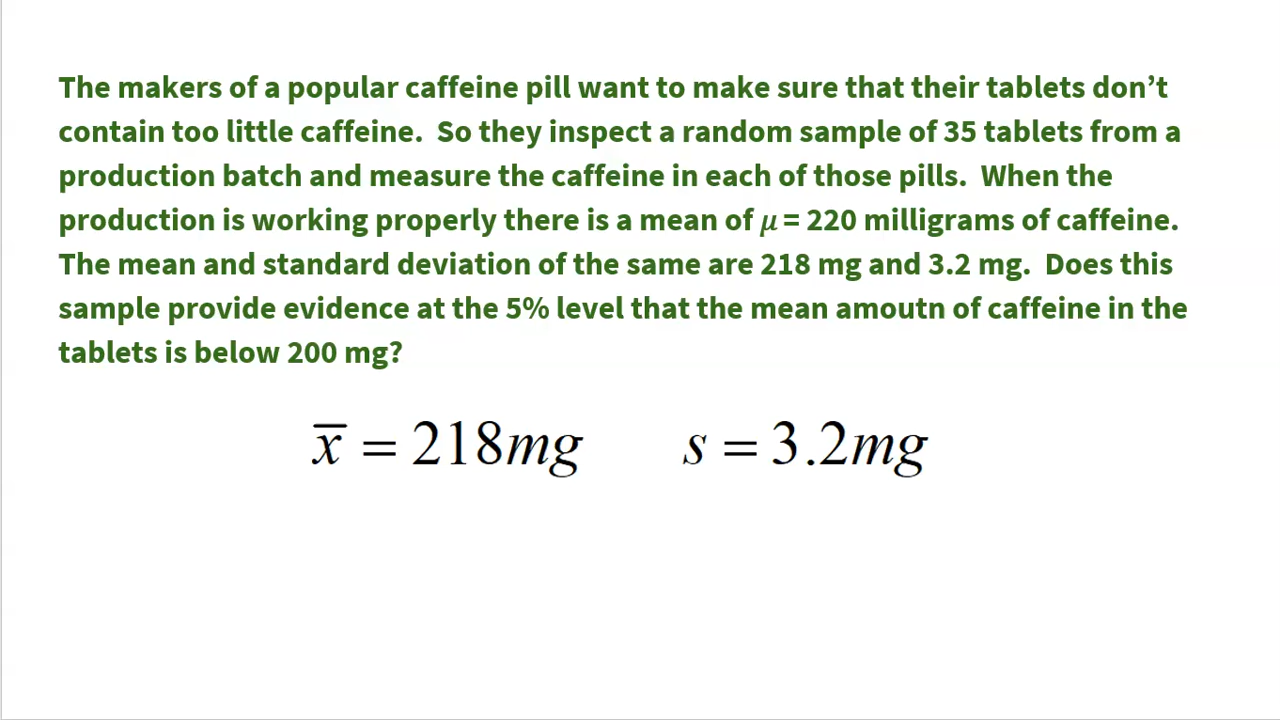 The makers of a popular caffeine pill want to make sure that their tablets don’t
contain too little caffeine.  So they inspect a random sample of 35 tablets from a
production batch and measure the caffeine in each of those pills.  When the
production is working properly there is a mean of μ = 220 milligrams of caffeine.
The mean and standard deviation of the same are 218 mg and 3.2 mg.  Does this
sample provide evidence at the 5% level that the mean amoutn of caffeine in the
tablets is below 200 mg?
x̄ = 218mg s = 3.2mg